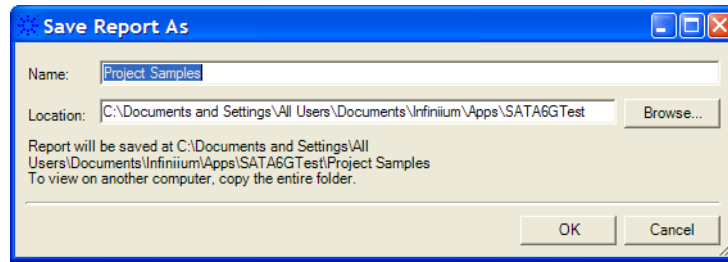 Save Report As
Name: Project Samples
Location: C:\Documents and Settings\All Users\Documents\Infiniium\Apps\SATA6GTest Browse...
Report will be saved at C:\Documents and Settings\All
Users\Documents\Infiniium\Apps\SATA6GTest\Project Samples
To view on another computer, copy the entire folder.
OK Cancel